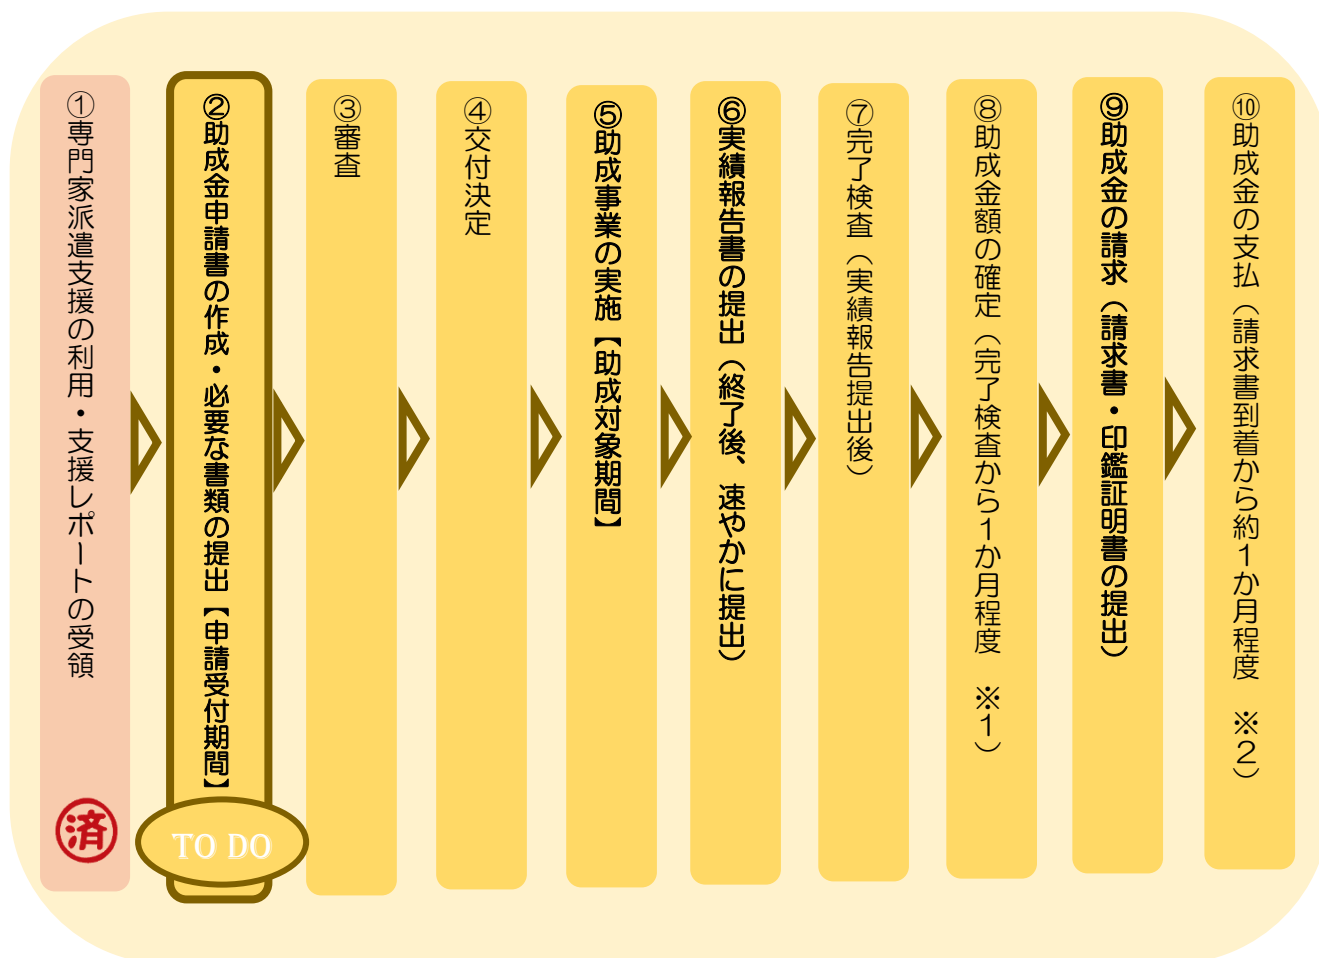 ①専門家派遣支援の利用・支援レポートの受領
済
②助成金申請書の作成・必要な書類の提出【申請受付期間】
TO DO
③審査
④交付決定
⑤助成事業の実施【助成対象期間】
⑥実績報告書の提出（終了後、速やかに提出）
⑦完了検査（実績報告提出後）
⑧助成金額の確定（完了検査から１か月程度　※１）
⑨助成金の請求（請求書・印鑑証明書の提出）
⑩助成金の支払（請求書到着から約１か月程度　※２）